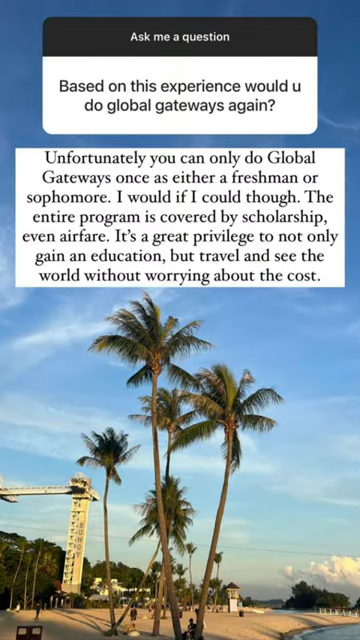 Ask me a question
Based on this experience would u
do global gateways again?
Unfortunately you can only do Global
Gateways once as either a freshman or
sophomore. I would if I could though. The
entire program is covered by scholarship,
even airfare. It’s a great privilege to not only
gain an education, but travel and see the
world without worrying about the cost.